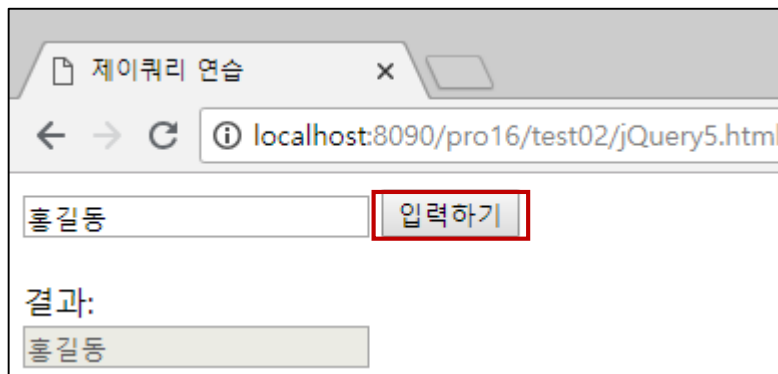 제이쿼리 연습
localhost:8090/pro16/test02/jQuery5.html
홍길동 입력하기
결과:
홍길동